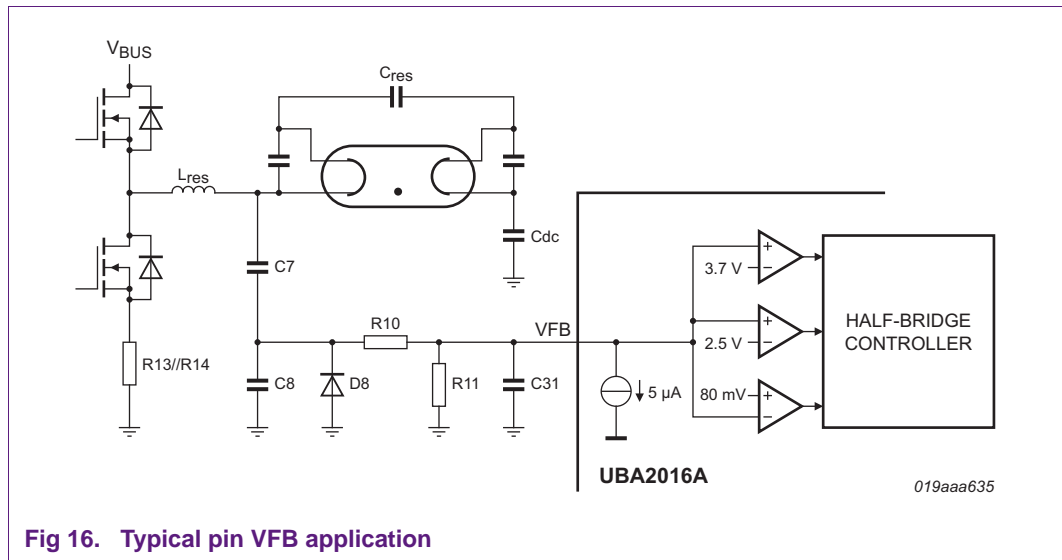 VBUS
Cres
Lres
Cdc
C7
R10
VFB
3.7 V
+
−
2.5 V
+
−
80 mV
+
−
HALF-BRIDGE
CONTROLLER
R13//R14
C8
D8
R11
C31
5 μA
UBA2016A
019aaa635
Fig 16. Typical pin VFB application